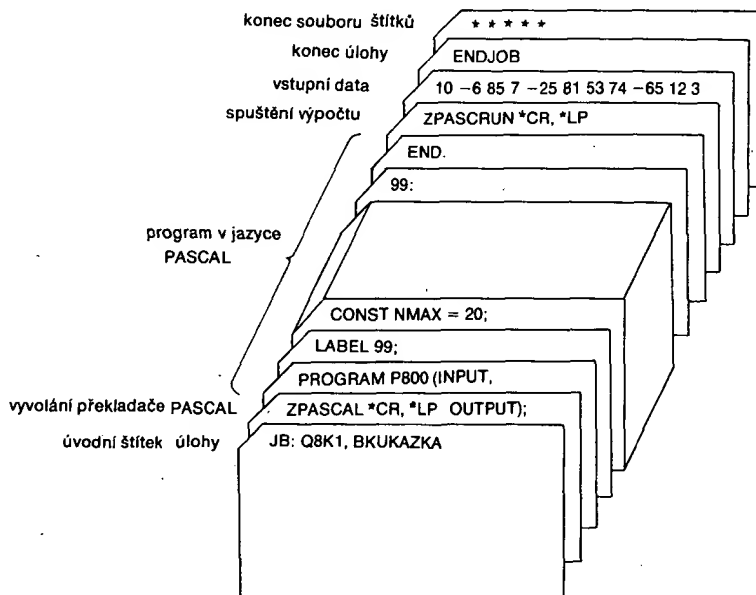 konec souboru štítků
* * * * *
konec úlohy
ENDJOB
vstupní data
10 −6 85 7 −25 81 53 74 −65 12 3
spuštění výpočtu
ZPASCRUN *CR, *LP
END.
99:
program v jazyce
PASCAL
CONST NMAX = 20;
LABEL 99;
PROGRAM P800 (INPUT,
vyvolání překladače PASCAL
ZPASCAL *CR, *LP OUTPUT);
úvodní štítek úlohy
JB: Q8K1, BKUKAZKA